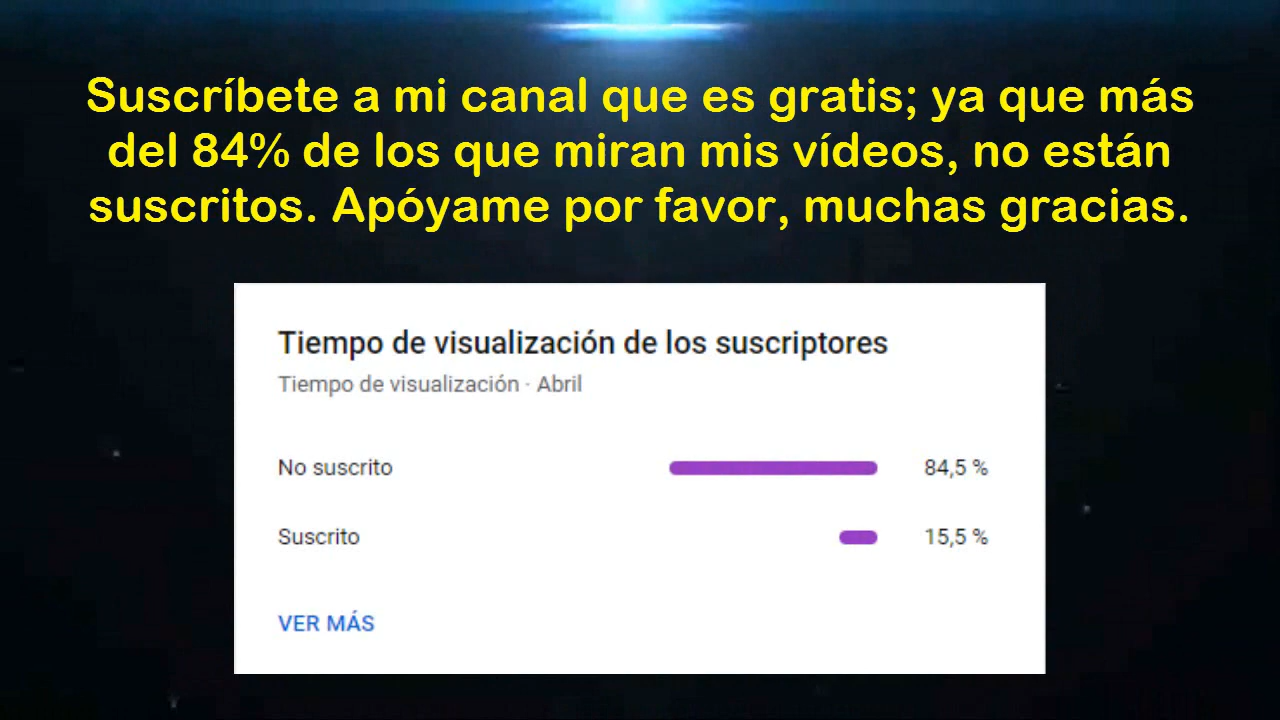 Suscríbete a mi canal que es gratis; ya que más
del 84% de los que miran mis vídeos, no están
suscritos. Apóyame por favor, muchas gracias.
Tiempo de visualización de los suscriptores
Tiempo de visualización · Abril
No suscrito 84,5 %
Suscrito 15,5 %
VER MÁS